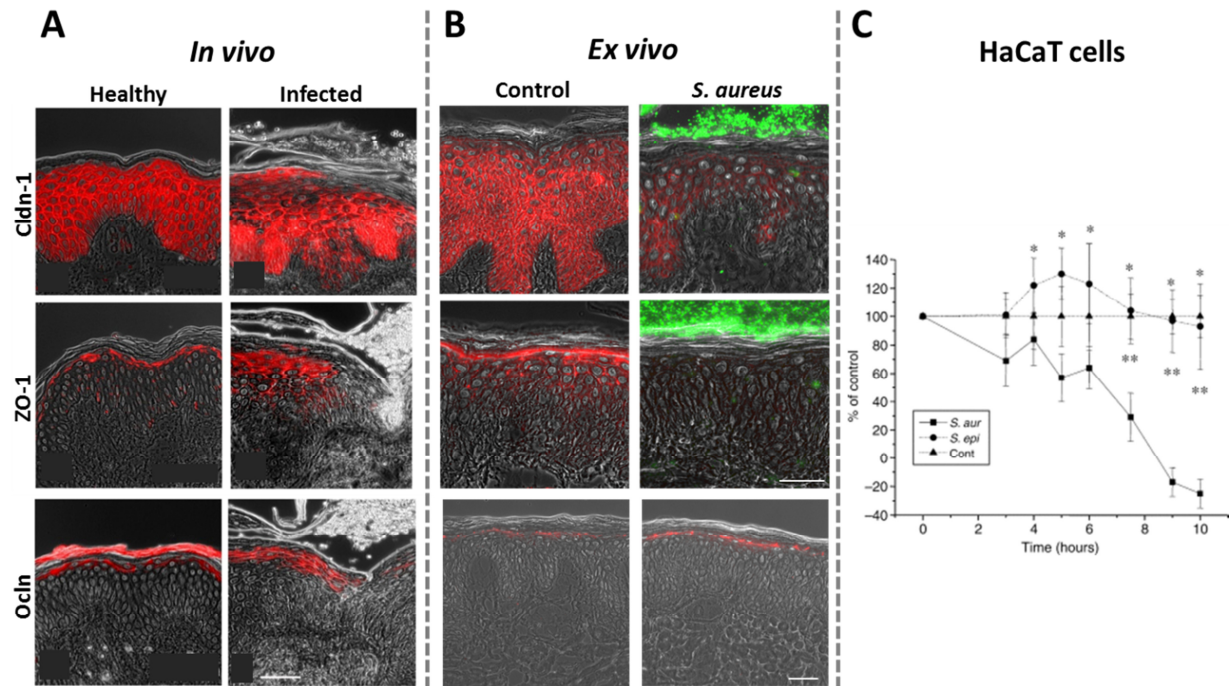 A
In vivo
Healthy
Infected
Cldn-1
ZO-1
Ocln
B
Ex vivo
Control
S. aureus
C
HaCaT cells
% of control
140
120
100
80
60
40
20
0
–20
–40
*
*
*
*
*
*
**
**
**
S. aur
S. epi
Cont
0
2
4
6
8
10
Time (hours)